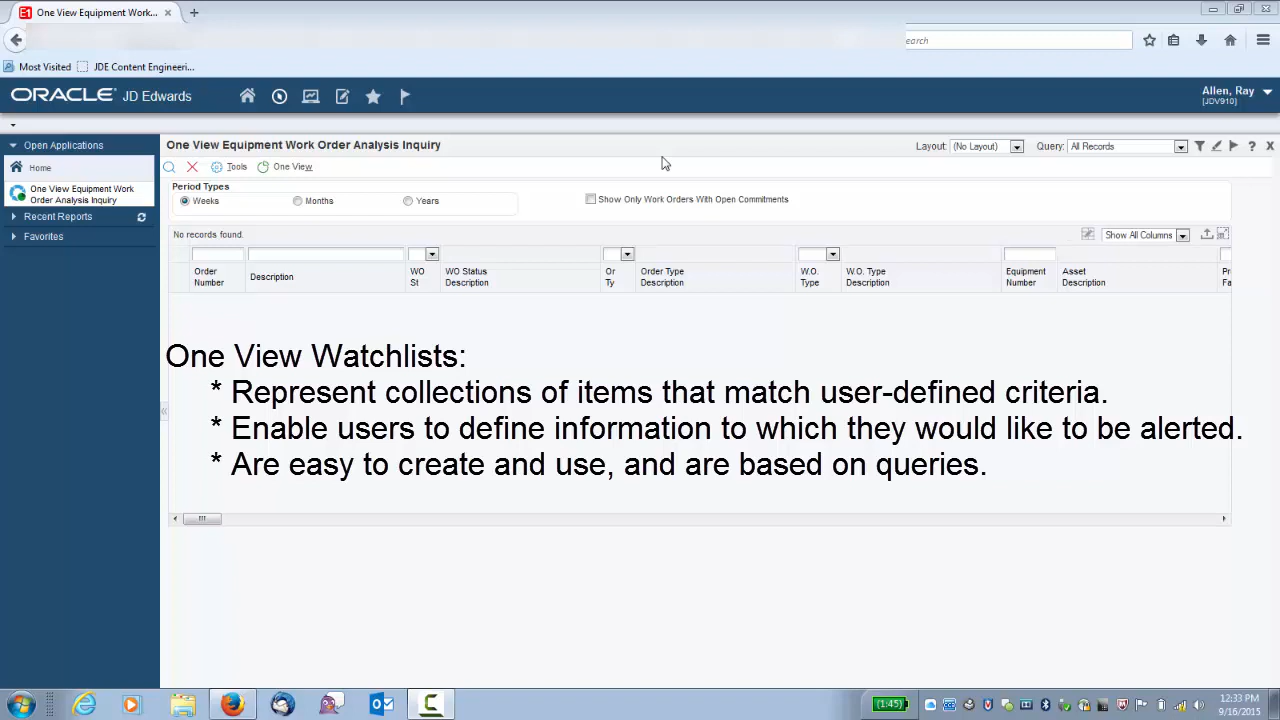 One View Equipment Work...
earch
Most Visited
JDE Content Engineeri...
ORACLE JD Edwards
Allen, Ray
[JDV910]
Open Applications
Home
One View Equipment Work
Order Analysis Inquiry
Recent Reports
Favorites
One View Equipment Work Order Analysis Inquiry
Layout: (No Layout)
Query: All Records
Tools
One View
Period Types
Weeks
Months
Years
Show Only Work Orders With Open Commitments
No records found.
Show All Columns
Order
Number
Description
WO
St
WO Status
Description
Or
Ty
Order Type
Description
W.O.
Type
W.O. Type
Description
Equipment
Number
Asset
Description
Pr
Fa
One View Watchlists:
* Represent collections of items that match user-defined criteria.
* Enable users to define information to which they would like to be alerted.
* Are easy to create and use, and are based on queries.
(1:45)
12:33 PM
9/16/2015